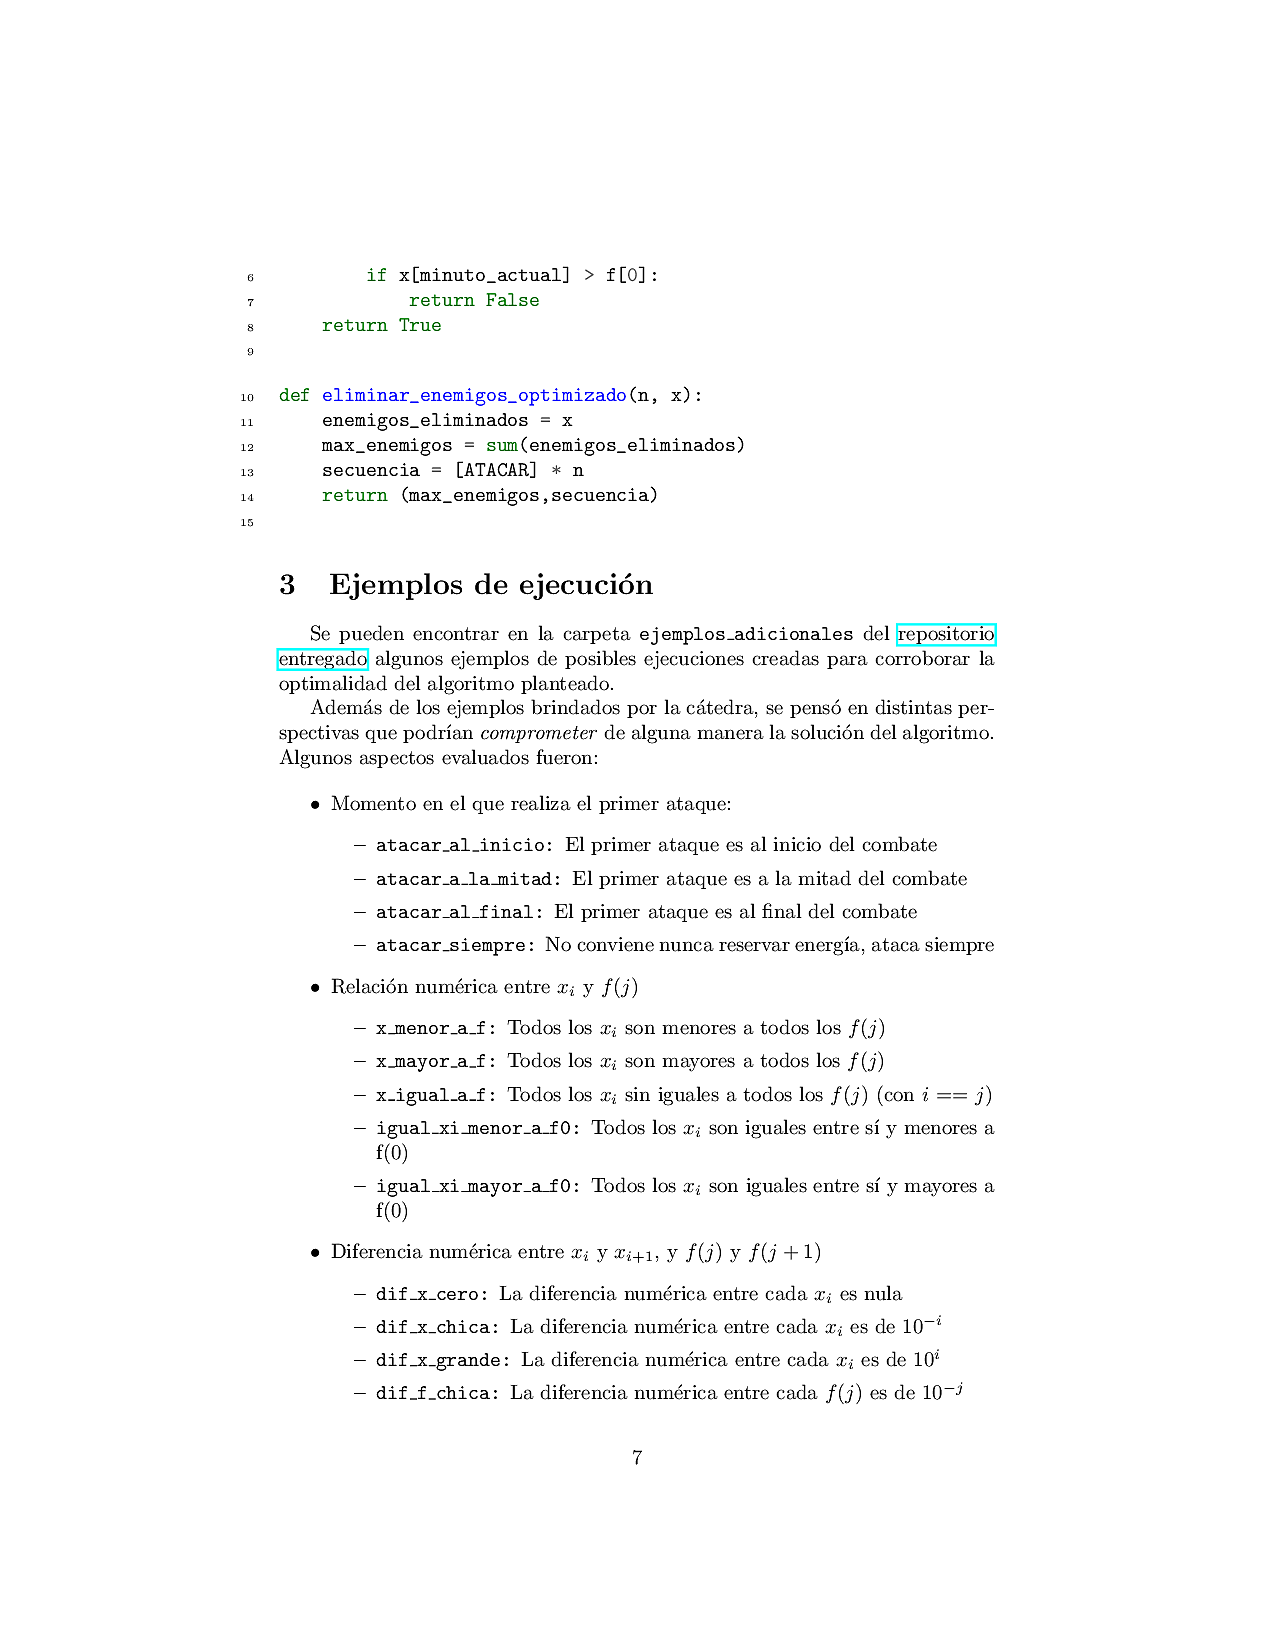 6 if x[minuto_actual] > f[0]:
7 return False
8 return True
9
10 def eliminar_enemigos_optimizado(n, x):
11 enemigos_eliminados = x
12 max_enemigos = sum(enemigos_eliminados)
13 secuencia = [ATACAR] * n
14 return (max_enemigos,secuencia)
15
3 Ejemplos de ejecución
Se pueden encontrar en la carpeta ejemplos_adicionales del repositorio
entregado algunos ejemplos de posibles ejecuciones creadas para corroborar la
optimalidad del algoritmo planteado.
Además de los ejemplos brindados por la cátedra, se pensó en distintas per-
spectivas que podrían comprometer de alguna manera la solución del algoritmo.
Algunos aspectos evaluados fueron:
• Momento en el que realiza el primer ataque:
– atacar_al_inicio: El primer ataque es al inicio del combate
– atacar_a_la_mitad: El primer ataque es a la mitad del combate
– atacar_al_final: El primer ataque es al final del combate
– atacar_siempre: No conviene nunca reservar energía, ataca siempre
• Relación numérica entre x_i y f(j)
– x_menor_a_f: Todos los x_i son menores a todos los f(j)
– x_mayor_a_f: Todos los x_i son mayores a todos los f(j)
– x_igual_a_f: Todos los x_i sin iguales a todos los f(j) (con i == j)
– igual_xi_menor_a_f0: Todos los x_i son iguales entre sí y menores a
f(0)
– igual_xi_mayor_a_f0: Todos los x_i son iguales entre sí y mayores a
f(0)
• Diferencia numérica entre x_i y x_{i+1}, y f(j) y f(j + 1)
– dif_x_cero: La diferencia numérica entre cada x_i es nula
– dif_x_chica: La diferencia numérica entre cada x_i es de 10^{−i}
– dif_x_grande: La diferencia numérica entre cada x_i es de 10^i
– dif_f_chica: La diferencia numérica entre cada f(j) es de 10^{−j}
7